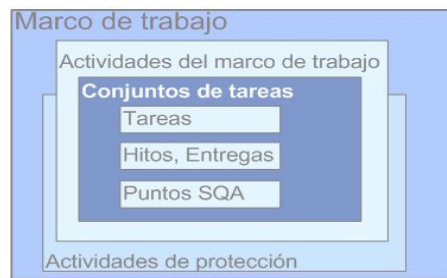 Marco de trabajo
Actividades del marco de trabajo
Conjuntos de tareas
Tareas
Hitos, Entregas
Puntos SQA
Actividades de protección